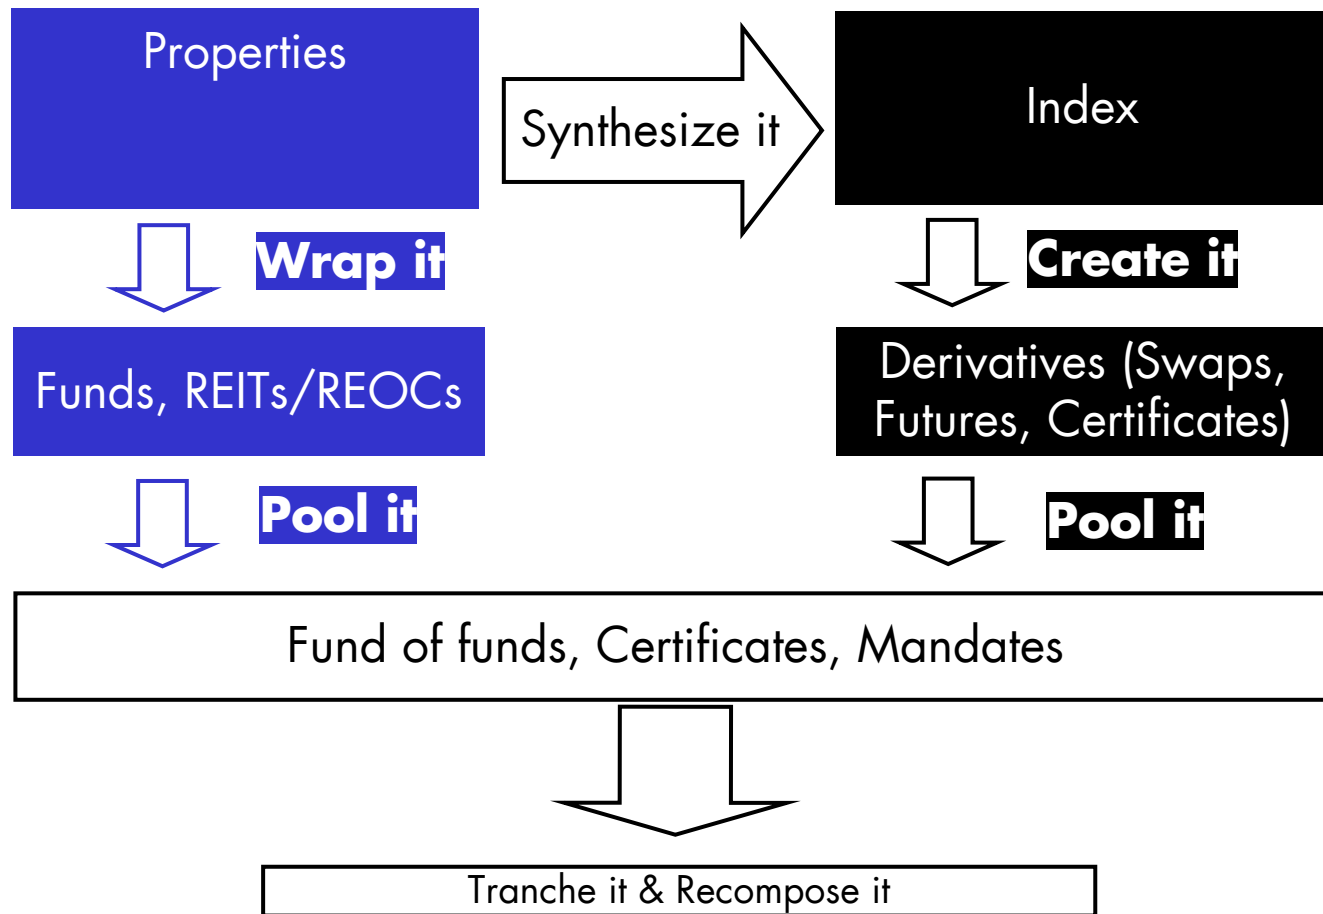 Properties
Synthesize it
Index
Wrap it
Create it
Funds, REITs/REOCs
Derivatives (Swaps,
Futures, Certificates)
Pool it
Pool it
Fund of funds, Certificates, Mandates
Tranche it & Recompose it